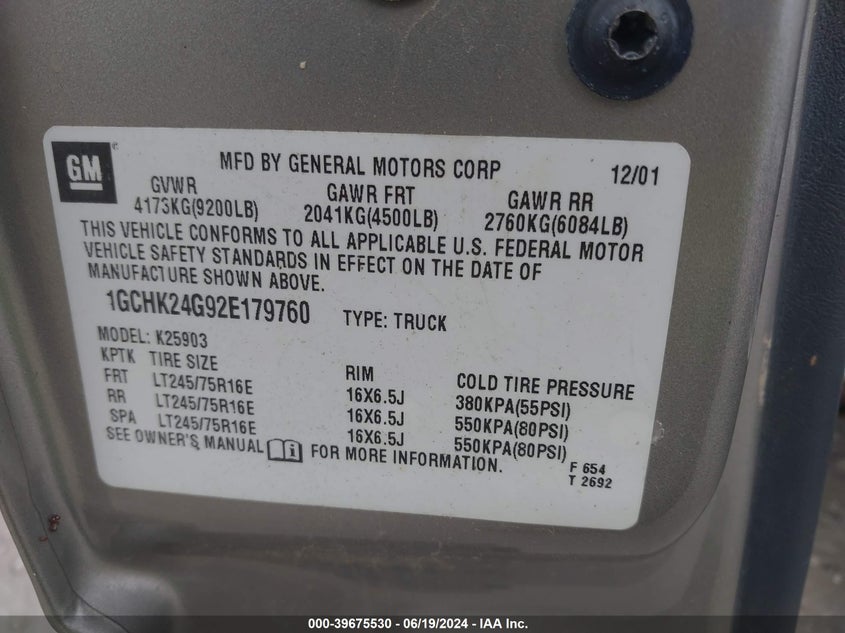 GM
MFD BY GENERAL MOTORS CORP 12/01
GVWR GAWR FRT GAWR RR
4173KG(9200LB) 2041KG(4500LB) 2760KG(6084LB)
THIS VEHICLE CONFORMS TO ALL APPLICABLE U.S. FEDERAL MOTOR
VEHICLE SAFETY STANDARDS IN EFFECT ON THE DATE OF
MANUFACTURE SHOWN ABOVE.
1GCHK24G92E179760 TYPE: TRUCK
MODEL: K25903
KPTK TIRE SIZE RIM COLD TIRE PRESSURE
FRT LT245/75R16E 16X6.5J 380KPA(55PSI)
RR LT245/75R16E 16X6.5J 550KPA(80PSI)
SPA LT245/75R16E 16X6.5J 550KPA(80PSI)
SEE OWNER'S MANUAL FOR MORE INFORMATION.
F 654
T 2692
000-39675530 - 06/19/2024 - IAA Inc.